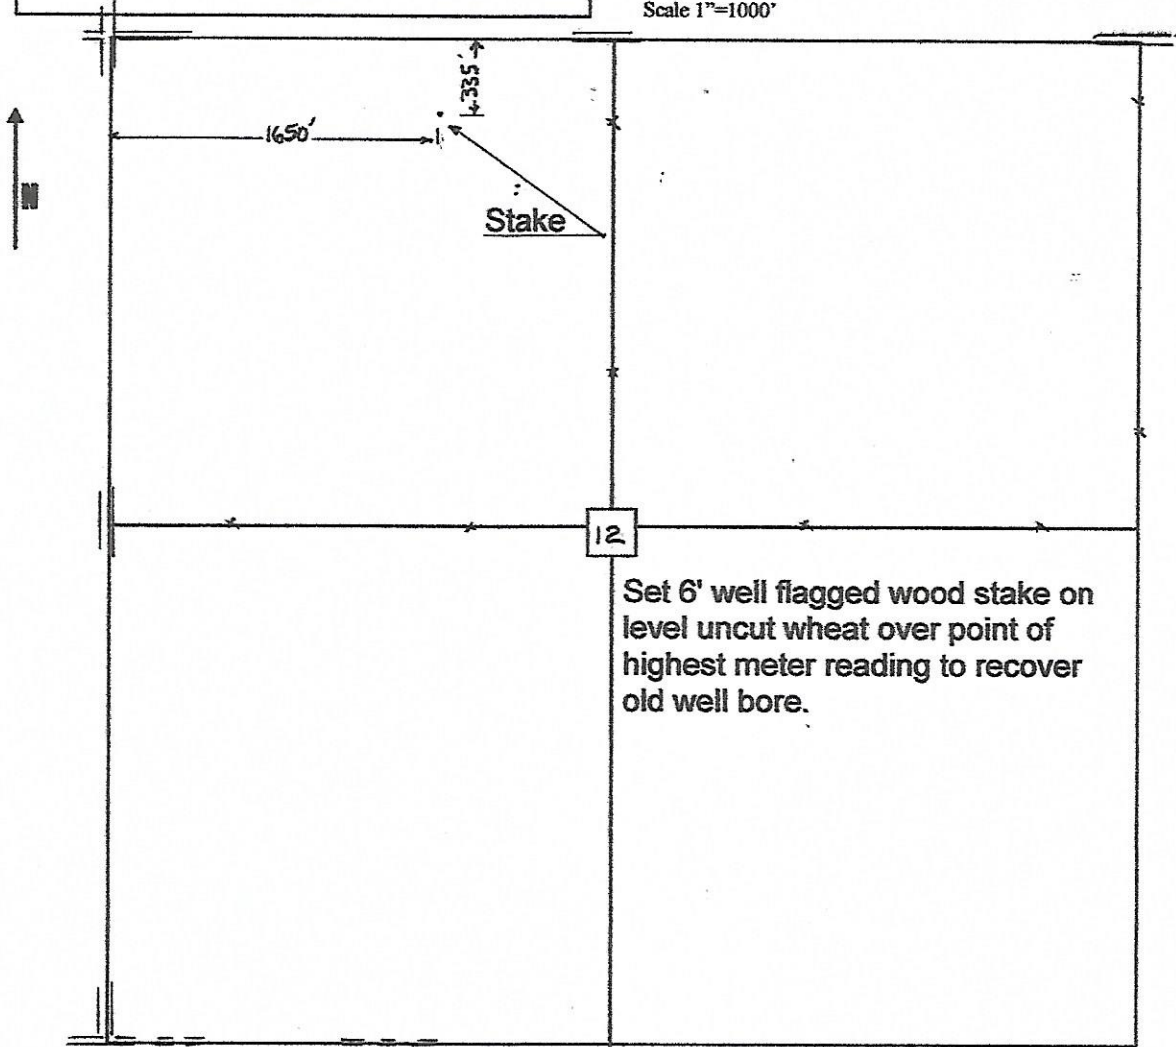 Scale 1"=1000'
335'
1650'
N
Stake
12
Set 6' well flagged wood stake on
level uncut wheat over point of
highest meter reading to recover
old well bore.